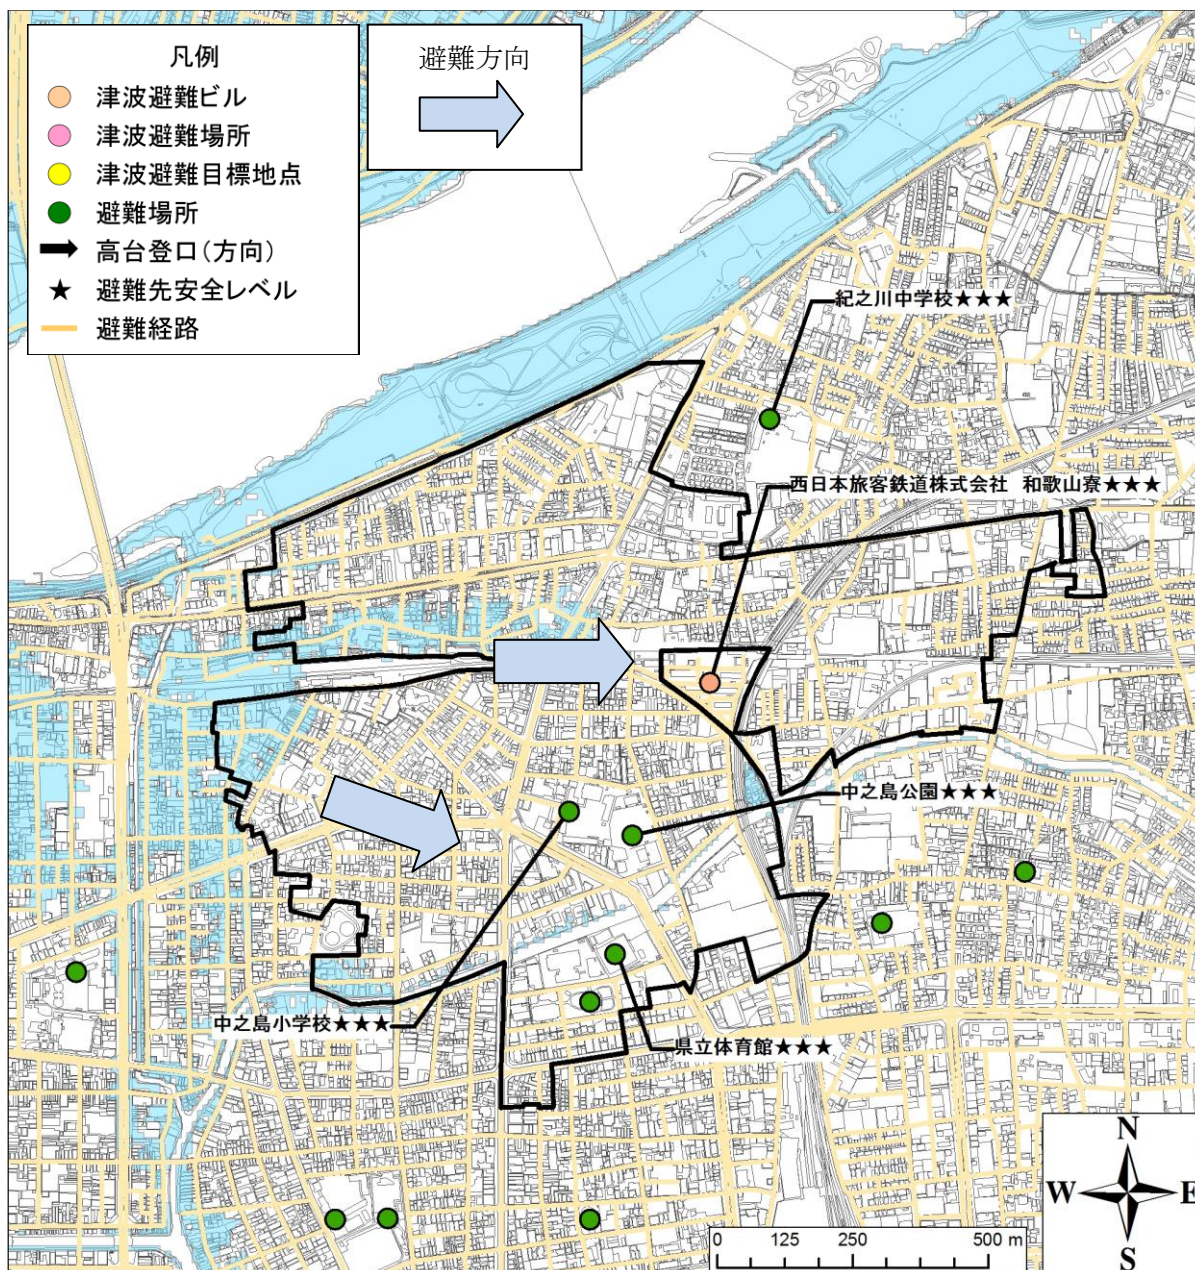 凡例
津波避難ビル
津波避難場所
津波避難目標地点
避難場所
高台登口(方向)
★ 避難先安全レベル
避難経路
避難方向
紀之川中学校★★★
西日本旅客鉄道株式会社 和歌山寮★★★
中之島公園★★★
中之島小学校★★★
県立体育館★★★
N
W E
S
0 125 250 500 m